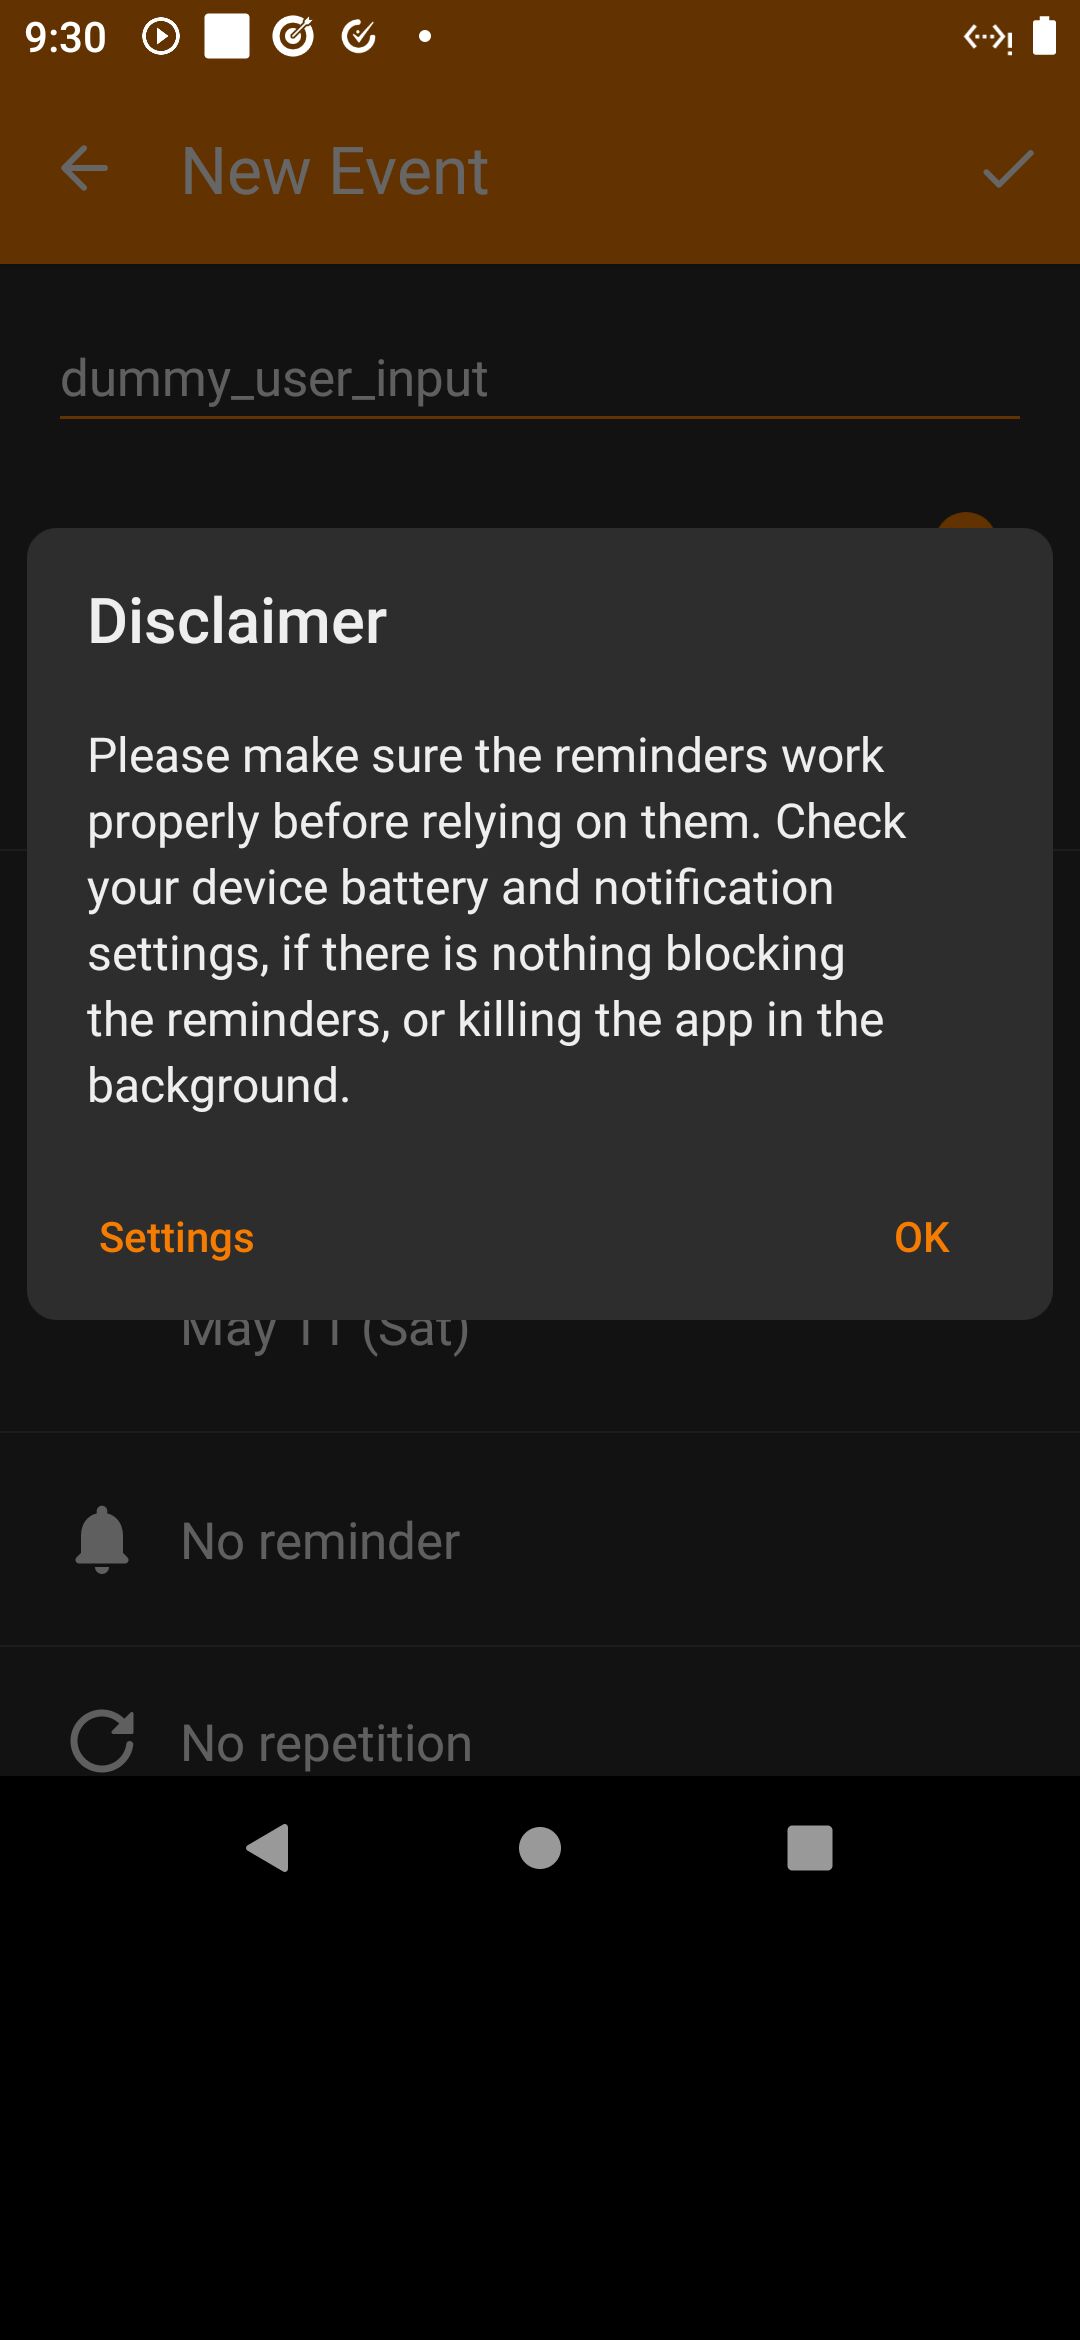 9:30
New Event
dummy_user_input
Disclaimer
Please make sure the reminders work
properly before relying on them. Check
your device battery and notification
settings, if there is nothing blocking
the reminders, or killing the app in the
background.
Settings OK
May 11 (Sat)
No reminder
No repetition